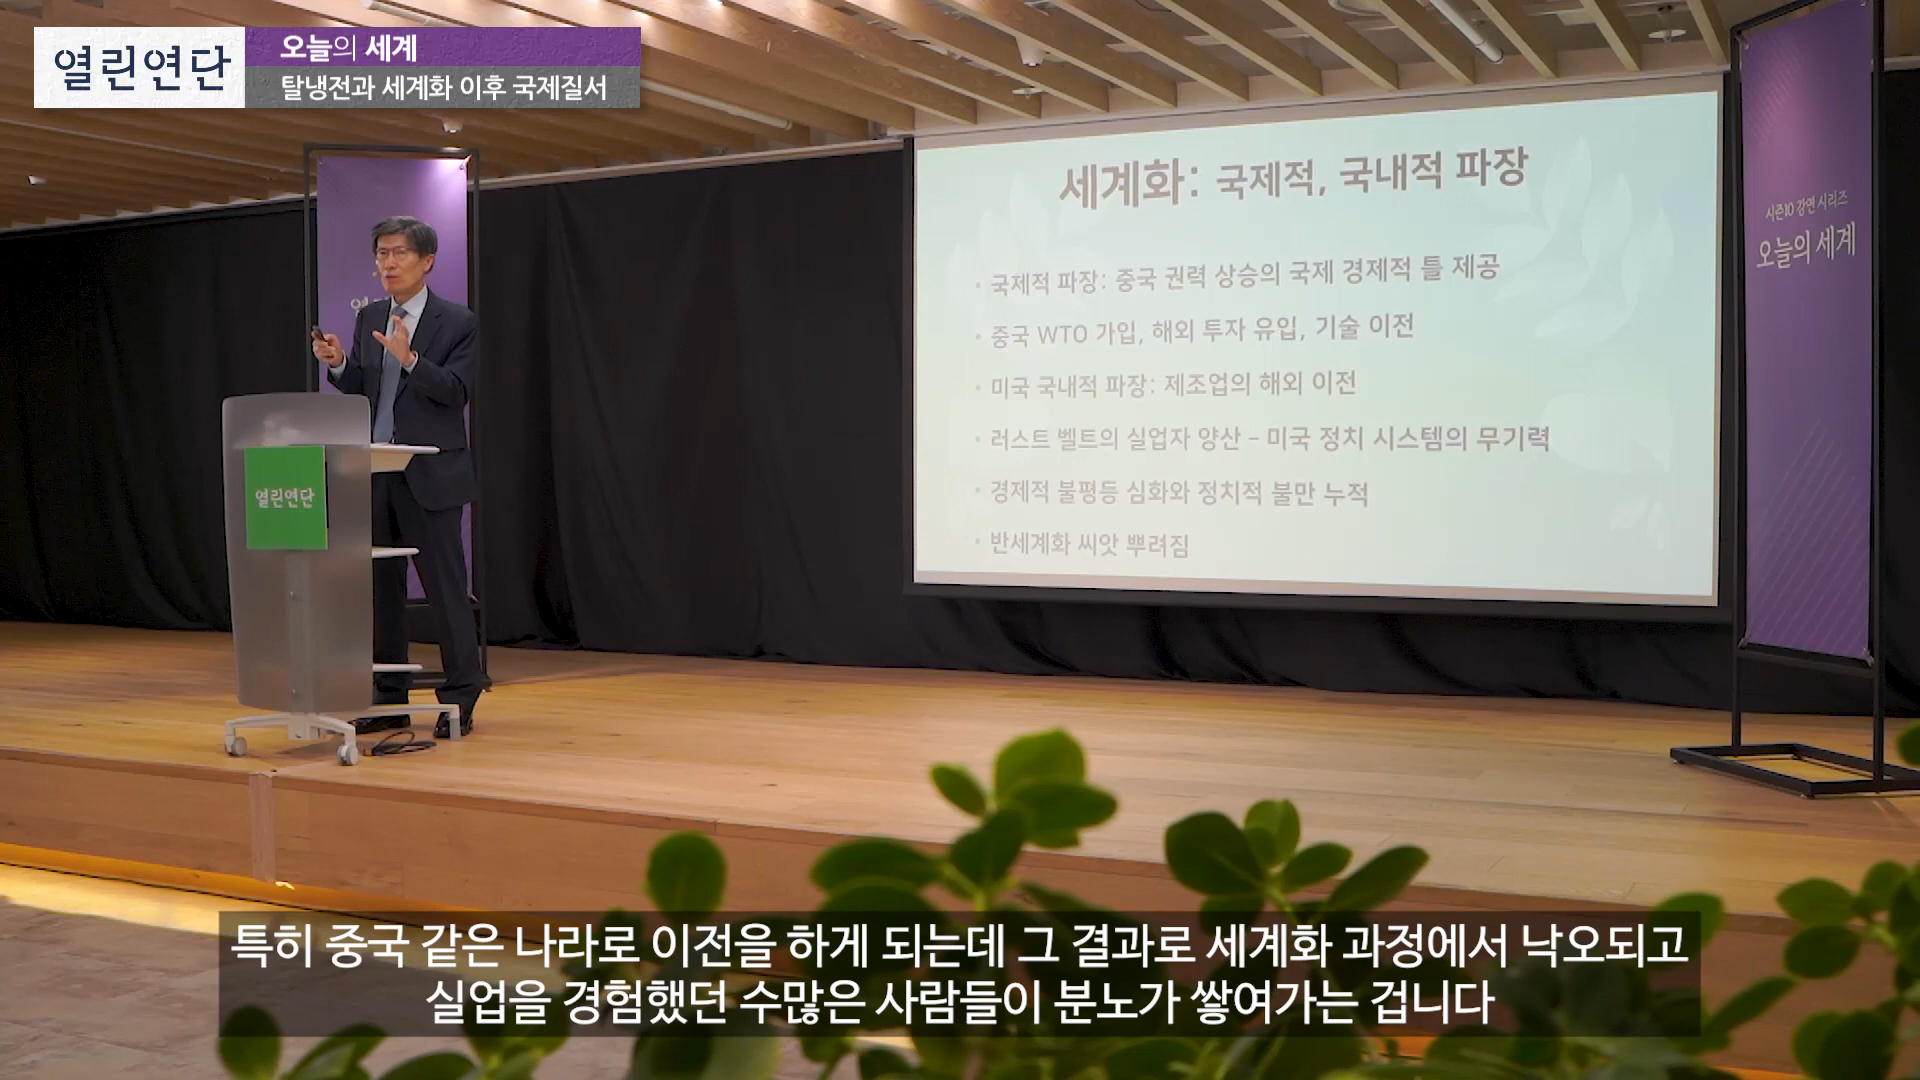 열린연단
오늘의 세계
탈냉전과 세계화 이후 국제질서
세계화: 국제적, 국내적 파장
· 국제적 파장: 중국 권력 상승의 국제 경제적 틀 제공
· 중국 WTO 가입, 해외 투자 유입, 기술 이전
· 미국 국내적 파장: 제조업의 해외 이전
· 러스트 벨트의 실업자 양산 – 미국 정치 시스템의 무기력
· 경제적 불평등 심화와 정치적 불만 누적
· 반세계화 씨앗 뿌려짐
시즌10 강연 시리즈
오늘의 세계
열린연단
특히 중국 같은 나라로 이전을 하게 되는데 그 결과로 세계화 과정에서 낙오되고
실업을 경험했던 수많은 사람들이 분노가 쌓여가는 겁니다